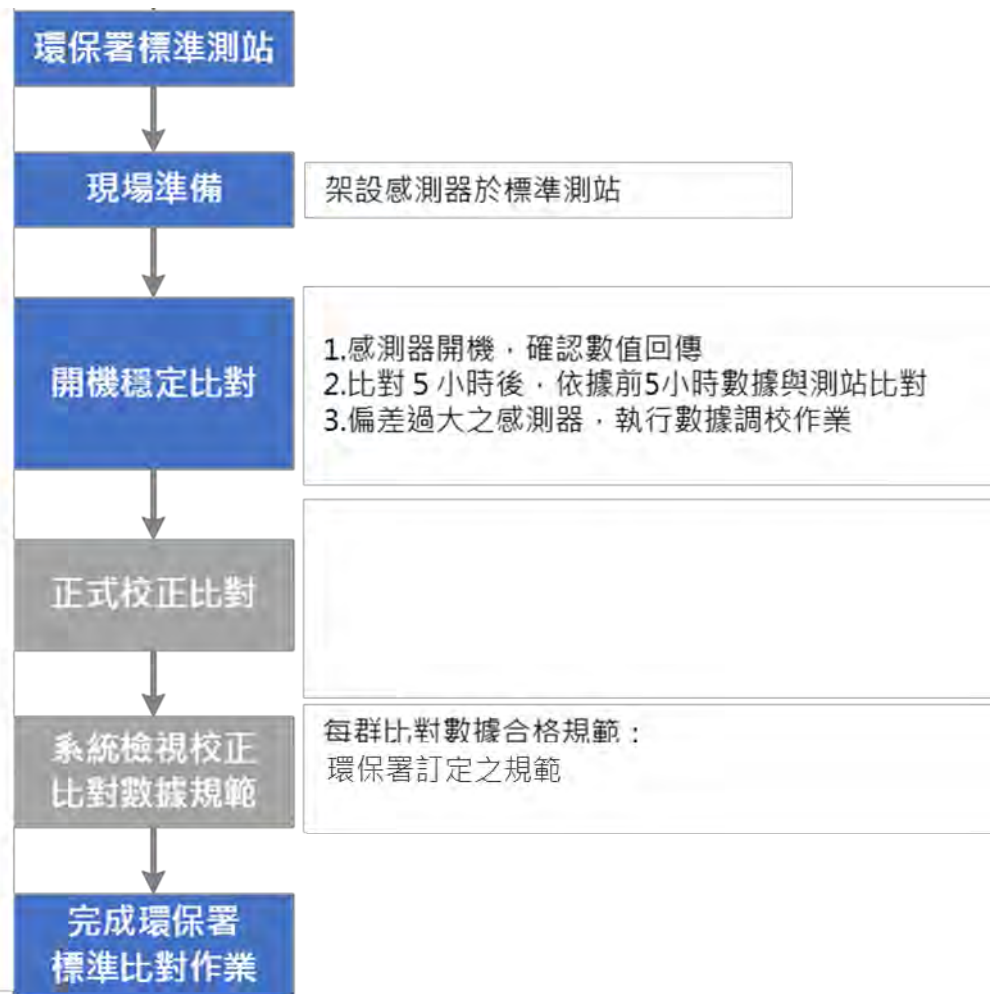 環保署標準測站
現場準備
架設感測器於標準測站
開機穩定比對
1.感測器開機，確認數值回傳
2.比對 5 小時後，依據前5小時數據與測站比對
3.偏差過大之感測器，執行數據調校作業
正式校正比對
系統檢視校正
比對數據規範
每群比對數據合格規範：
環保署訂定之規範
完成環保署
標準比對作業